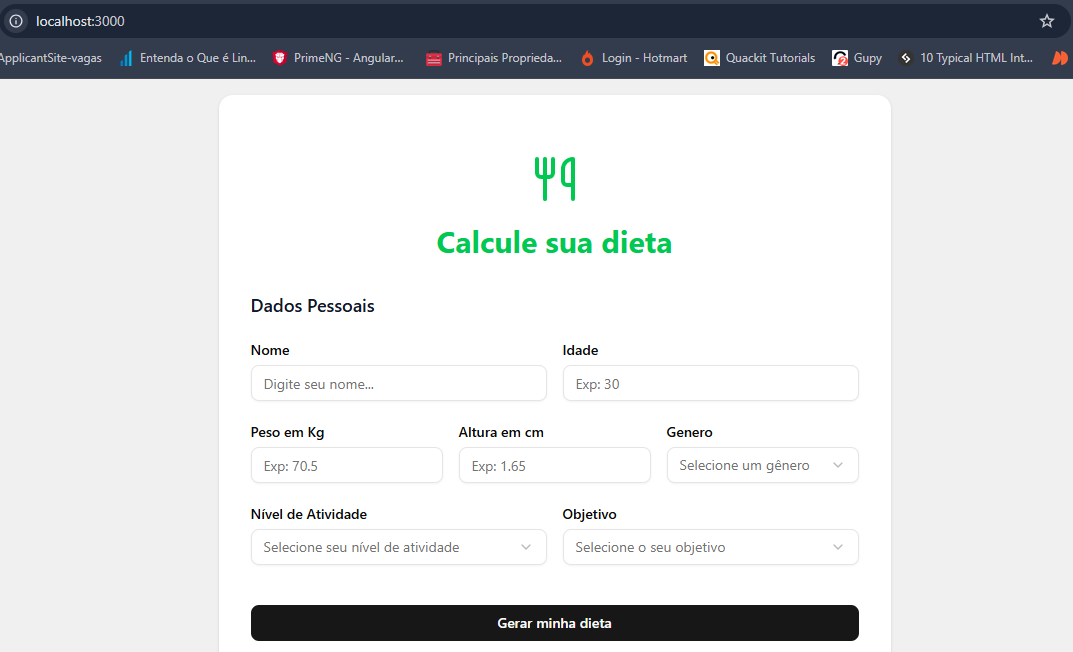 localhost:3000
ApplicantSite-vagas Entenda o Que é Lin... PrimeNG - Angular... Principais Proprieda... Login - Hotmart Quackit Tutorials Gupy 10 Typical HTML Int...
Calcule sua dieta
Dados Pessoais
Nome Idade
Digite seu nome... Exp: 30
Peso em Kg Altura em cm Genero
Exp: 70.5 Exp: 1.65 Selecione um gênero
Nível de Atividade Objetivo
Selecione seu nível de atividade Selecione o seu objetivo
Gerar minha dieta